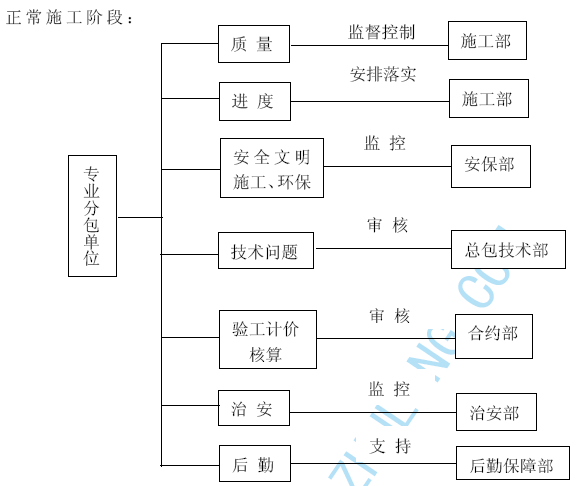 正常施工阶段：
质量 监督控制 施工部
进度 安排落实 施工部
安全文明
施工、环保
监控 安保部
专业分包单位
技术问题 审核 总包技术部
验工计价
核算
审核 合约部
治安 监控 治安部
后勤 支持 后勤保障部